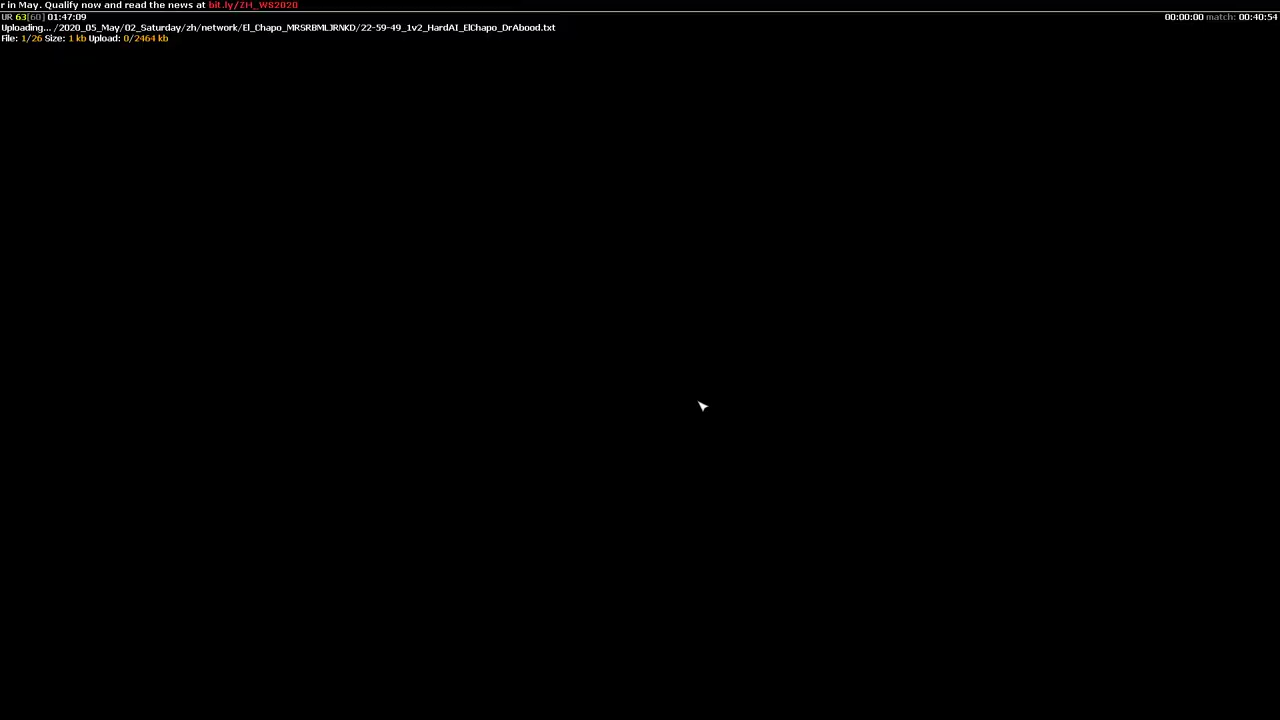 r in May. Qualify now and read the news at bit.ly/ZH_WS2020
UR 63[60] 01:47:09 00:00:00 match: 00:40:54
Uploading... /2020_05_May/02_Saturday/zh/network/El_Chapo_MRSRBMLJRNKD/22-59-49_1v2_HardAI_ElChapo_DrAbood.txt
File: 1/26 Size: 1 kb Upload: 0/2464 kb